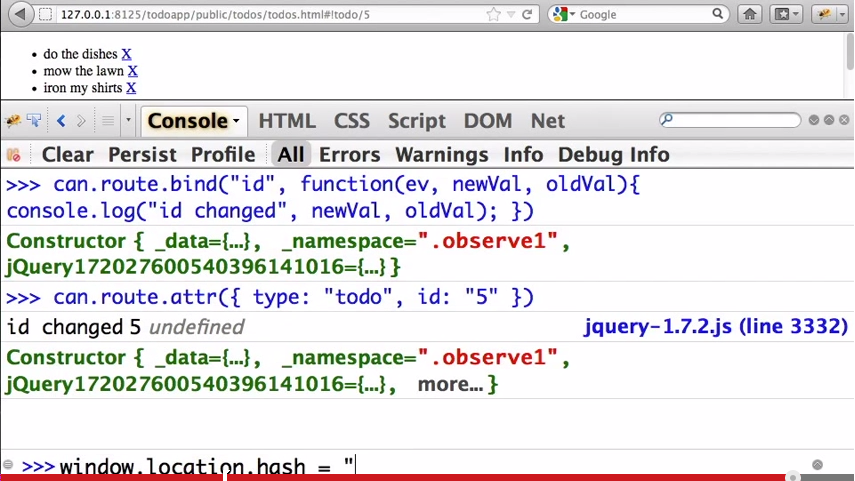 127.0.0.1:8125/todoapp/public/todos/todos.html#!todo/5
Google
do the dishes X
mow the lawn X
iron my shirts X
Console HTML CSS Script DOM Net
Clear Persist Profile All Errors Warnings Info Debug Info
>>> can.route.bind("id", function(ev, newVal, oldVal){
console.log("id changed", newVal, oldVal); })
Constructor { _data={...}, _namespace=".observe1",
jQuery172027600540396141016={...}}
>>> can.route.attr({ type: "todo", id: "5" })
id changed 5 undefined jquery-1.7.2.js (line 3332)
Constructor { _data={...}, _namespace=".observe1",
jQuery172027600540396141016={...}, more...}
>>> window.location.hash = "